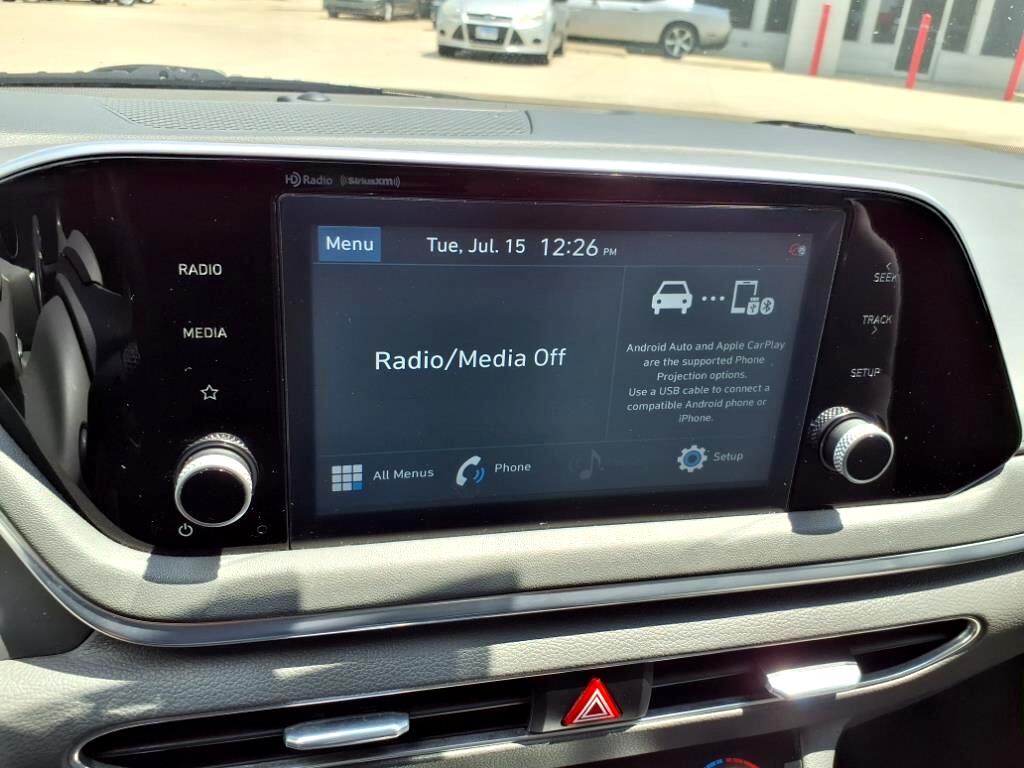 HD Radio (((SiriusXM)))
Menu
Tue, Jul. 15 12:26 PM
RADIO
MEDIA
Radio/Media Off
Android Auto and Apple CarPlay
are the supported Phone
Projection options.
Use a USB cable to connect a
compatible Android phone or
iPhone.
All Menus
Phone
Setup
< SEEK
TRACK >
SETUP